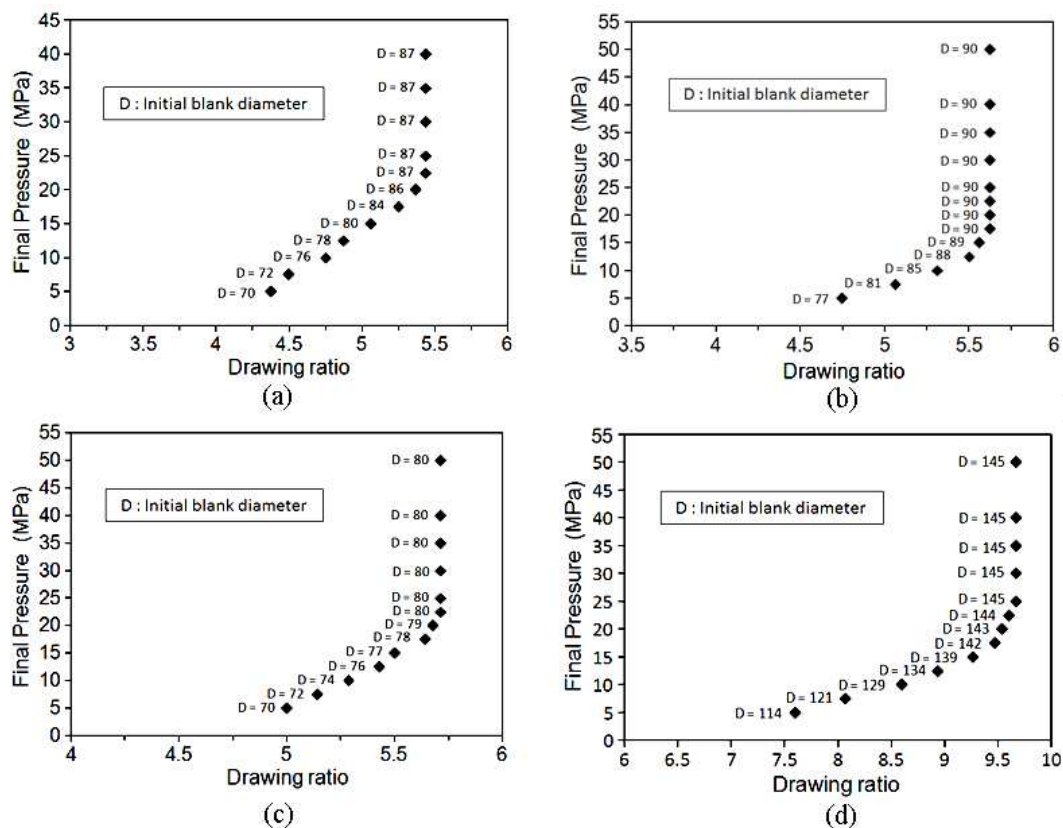 45
40
35
30
25
20
15
10
5
0
Final Pressure (MPa)
D : Initial blank diameter
D = 87
D = 87
D = 87
D = 87
D = 87
D = 86
D = 84
D = 80
D = 78
D = 76
D = 72
D = 70
3 3.5 4 4.5 5 5.5 6
Drawing ratio
(a)
55
50
45
40
35
30
25
20
15
10
5
0
Final Pressure (MPa)
D : Initial blank diameter
D = 90
D = 90
D = 90
D = 90
D = 90
D = 90
D = 90
D = 90
D = 89
D = 88
D = 85
D = 81
D = 77
3.5 4 4.5 5 5.5 6
Drawing ratio
(b)
55
50
45
40
35
30
25
20
15
10
5
0
Final Pressure (MPa)
D : Initial blank diameter
D = 80
D = 80
D = 80
D = 80
D = 80
D = 80
D = 79
D = 78
D = 77
D = 76
D = 74
D = 72
D = 70
4 4.5 5 5.5 6
Drawing ratio
(c)
55
50
45
40
35
30
25
20
15
10
5
0
Final Pressure (MPa)
D : Initial blank diameter
D = 145
D = 145
D = 145
D = 145
D = 145
D = 144
D = 143
D = 142
D = 139
D = 134
D = 129
D = 121
D = 114
6 6.5 7 7.5 8 8.5 9 9.5 10
Drawing ratio
(d)